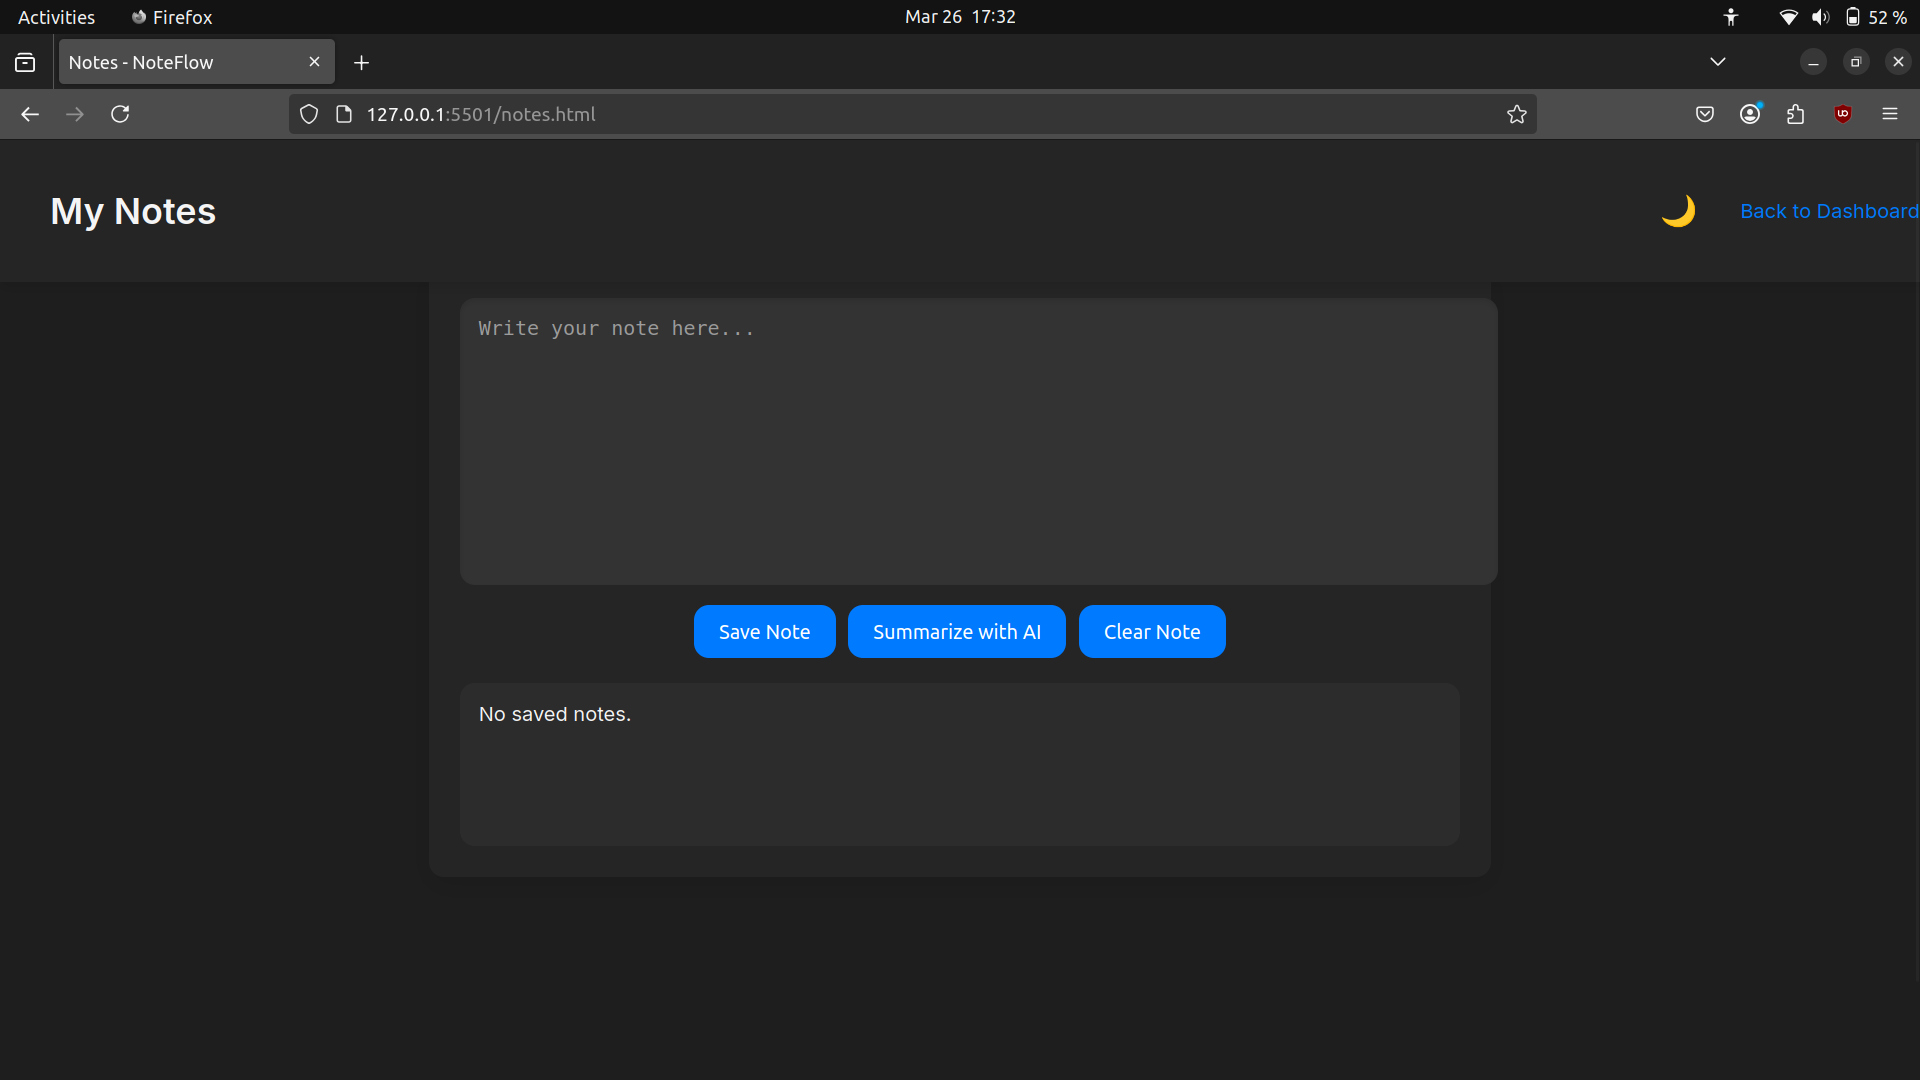 Activities
Firefox
Mar 26 17:32
52 %
Notes - NoteFlow
127.0.0.1:5501/notes.html
My Notes
Back to Dashboard
Write your note here...
Save Note
Summarize with AI
Clear Note
No saved notes.